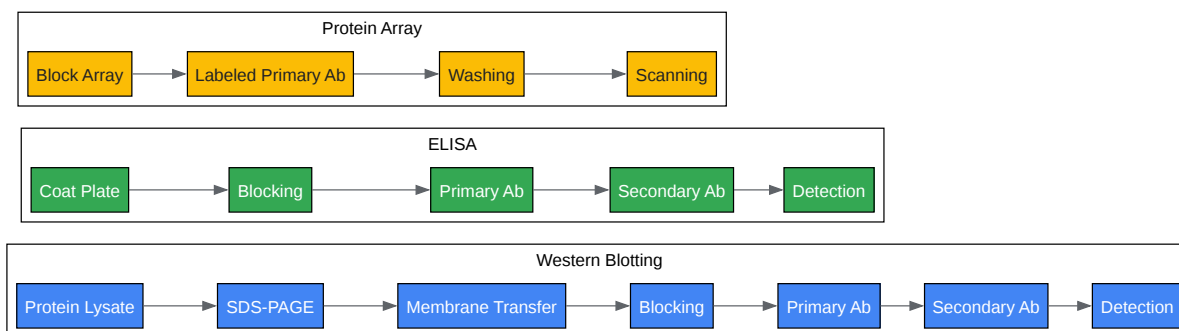 Protein Array
Block Array Labeled Primary Ab Washing Scanning
ELISA
Coat Plate Blocking Primary Ab Secondary Ab Detection
Western Blotting
Protein Lysate SDS-PAGE Membrane Transfer Blocking Primary Ab Secondary Ab Detection